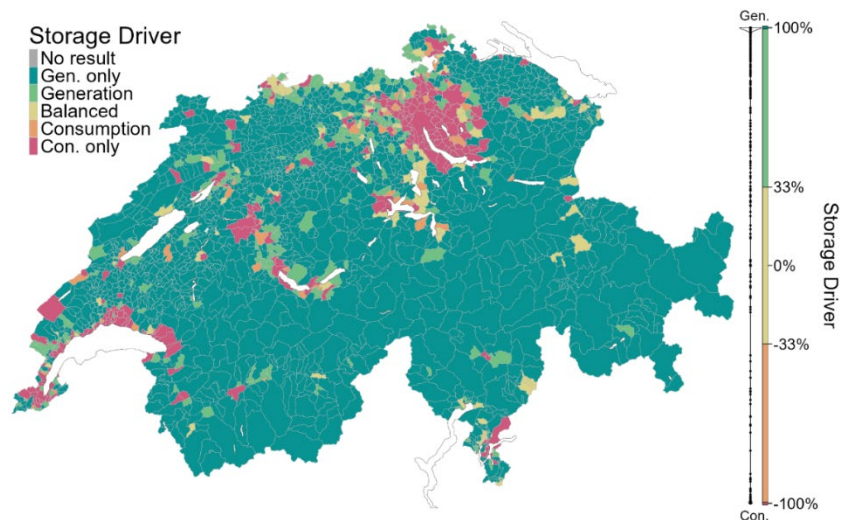 Storage Driver
No result
Gen. only
Generation
Balanced
Consumption
Con. only
Gen.
100%
33%
0%
-33%
-100%
Con.
Storage Driver